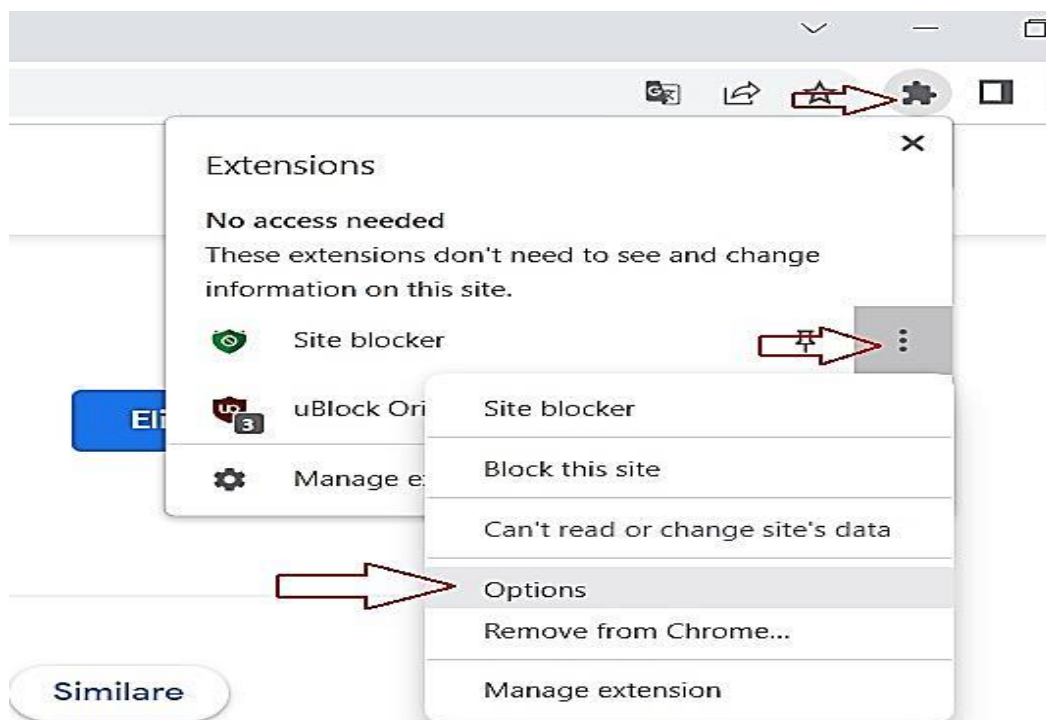 Extensions
No access needed
These extensions don't need to see and change
information on this site.
Site blocker
uBlock Ori
3
Manage e
Site blocker
Block this site
Can't read or change site's data
Options
Remove from Chrome...
Manage extension
Eli
Similare